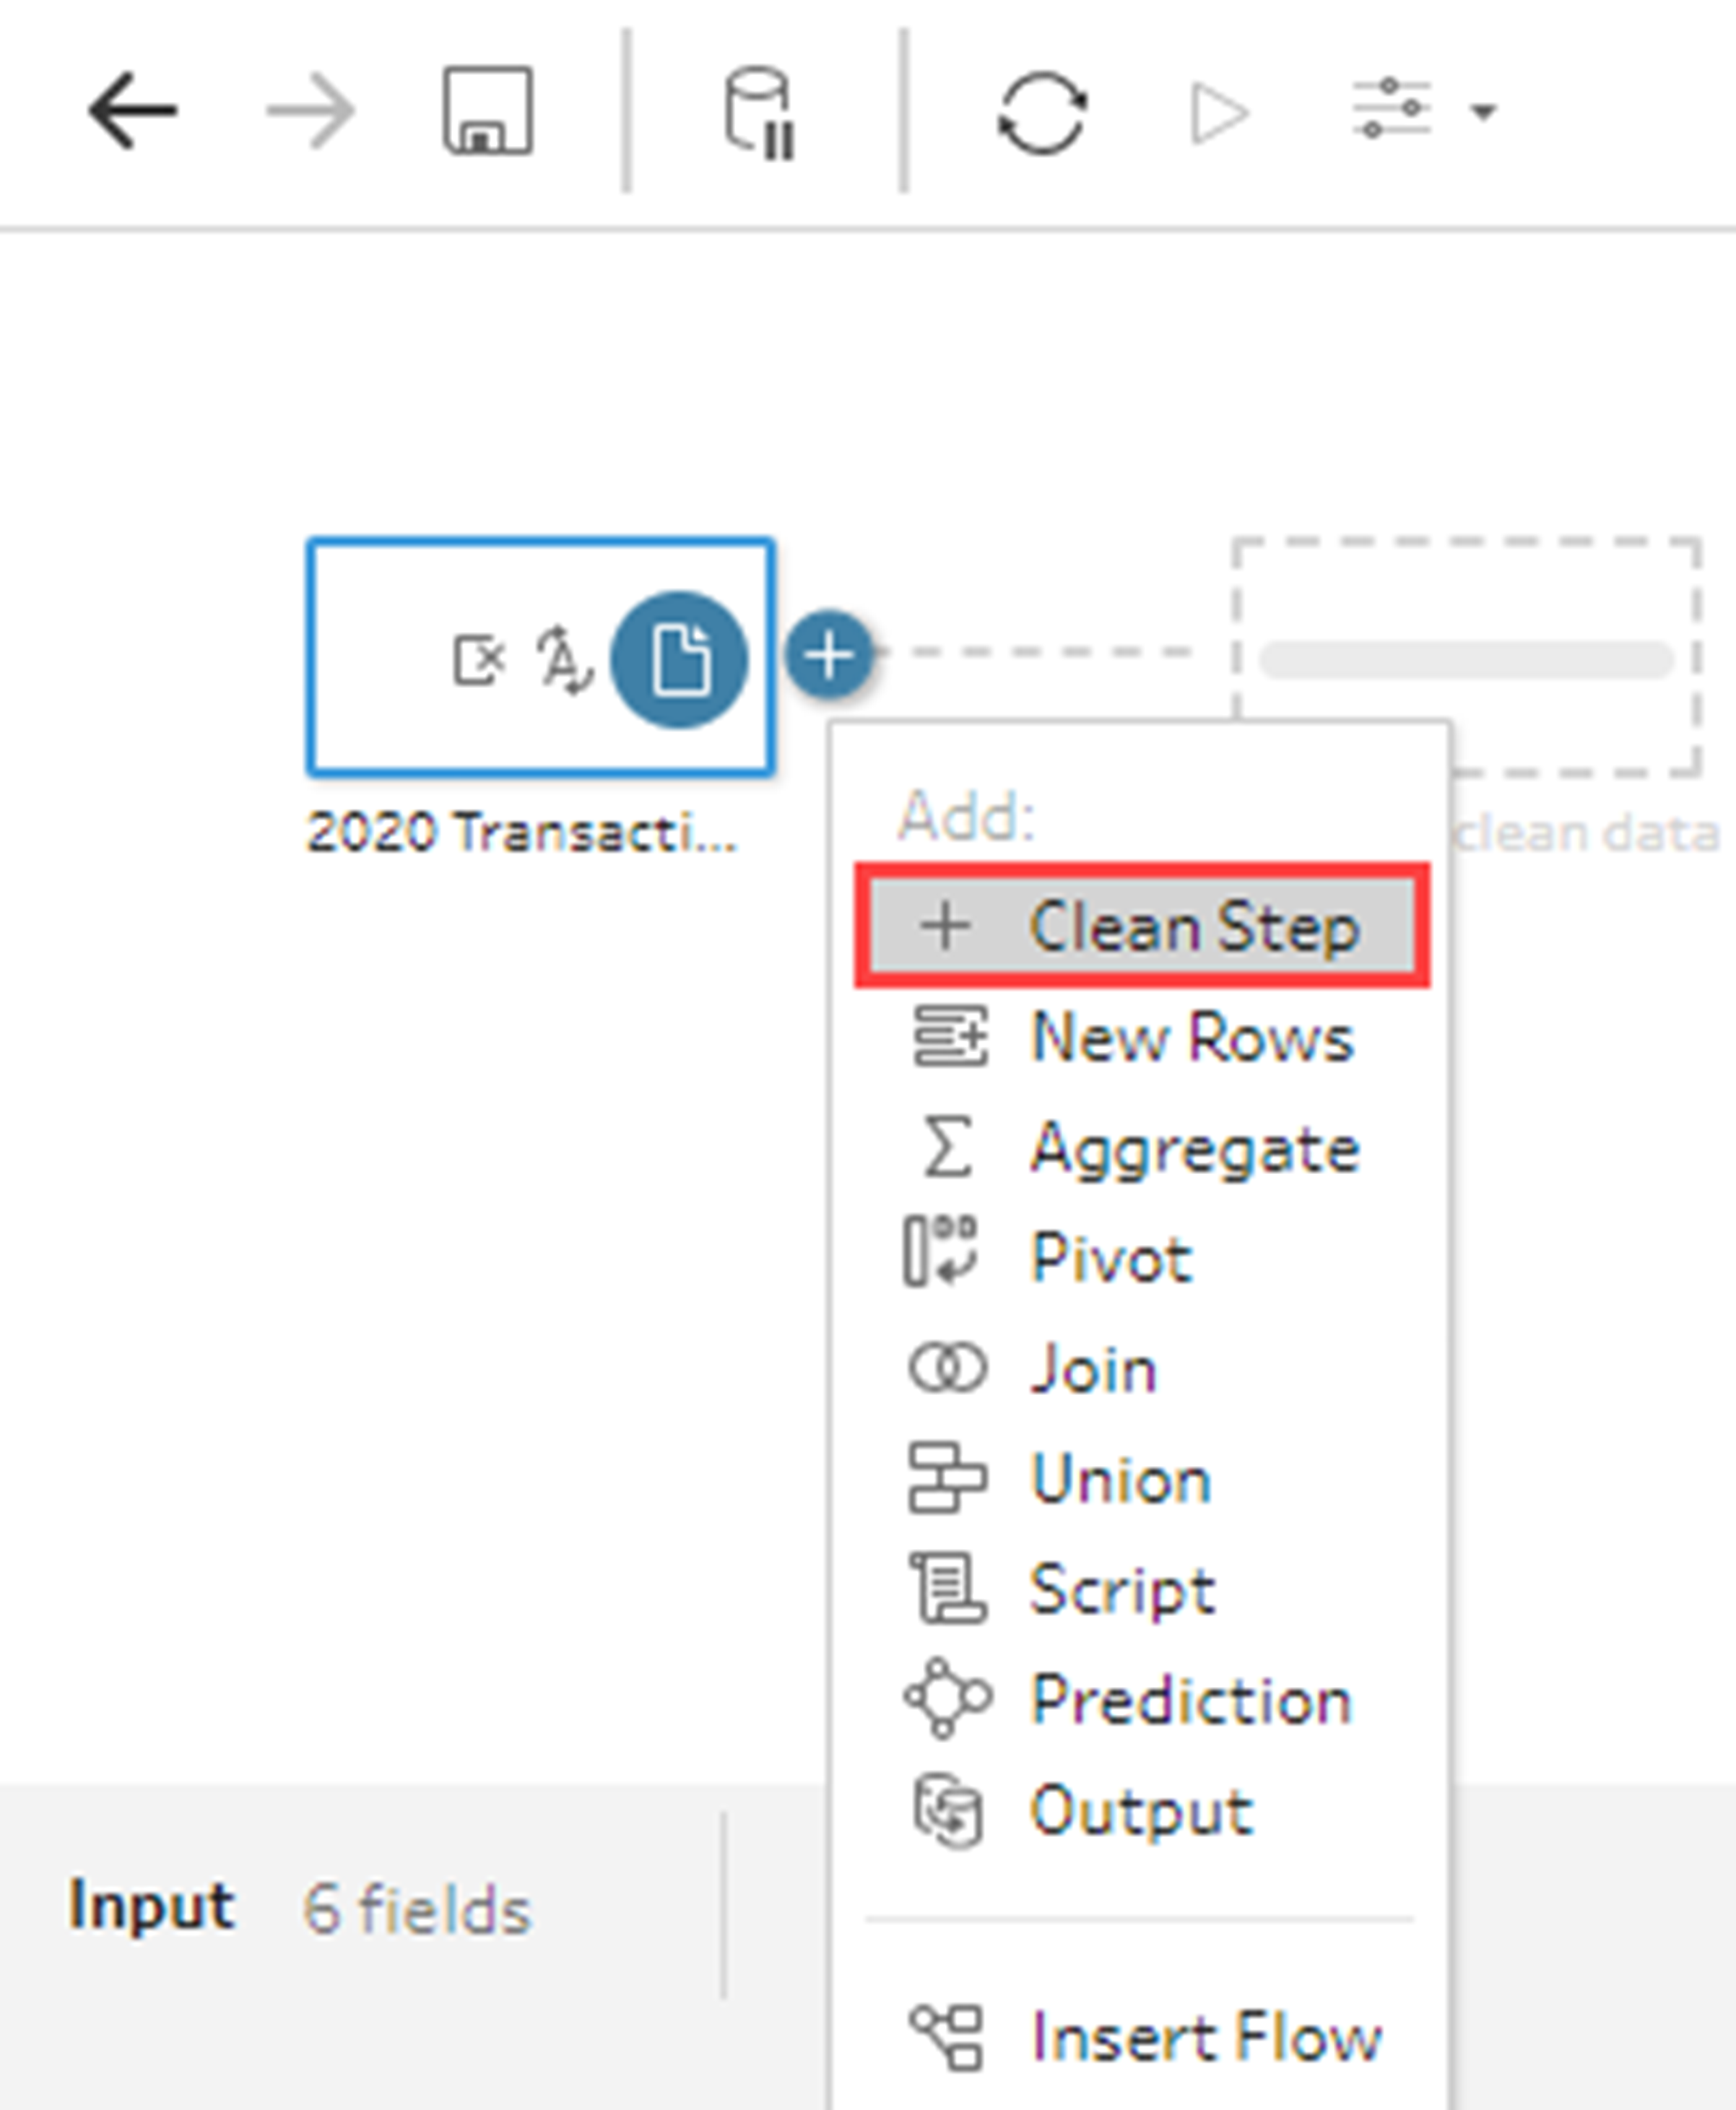 2020 Transacti...
clean data
Add:
Clean Step
New Rows
Aggregate
Pivot
Join
Union
Script
Prediction
Output
Input 6 fields
Insert Flow